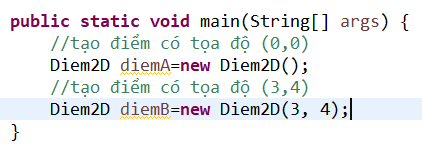 public static void main(String[] args) {
//tạo điểm có tọa độ (0,0)
Diem2D diemA=new Diem2D();
//tạo điểm có tọa độ (3,4)
Diem2D diemB=new Diem2D(3, 4);
}